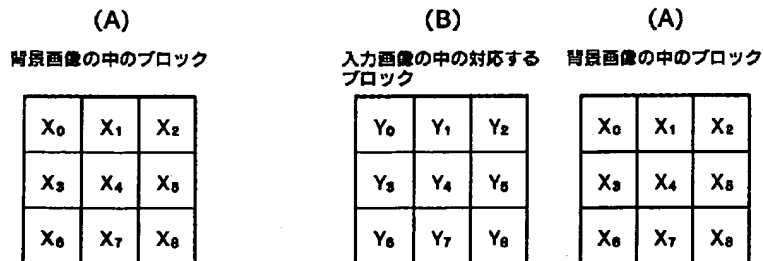 (A)
背景画像の中のブロック
X₀ X₁ X₂
X₃ X₄ X₅
X₆ X₇ X₈
(B)
入力画像の中の対応する
ブロック
Y₀ Y₁ Y₂
Y₃ Y₄ Y₅
Y₆ Y₇ Y₈
(A)
背景画像の中のブロック
X₀ X₁ X₂
X₃ X₄ X₅
X₆ X₇ X₈